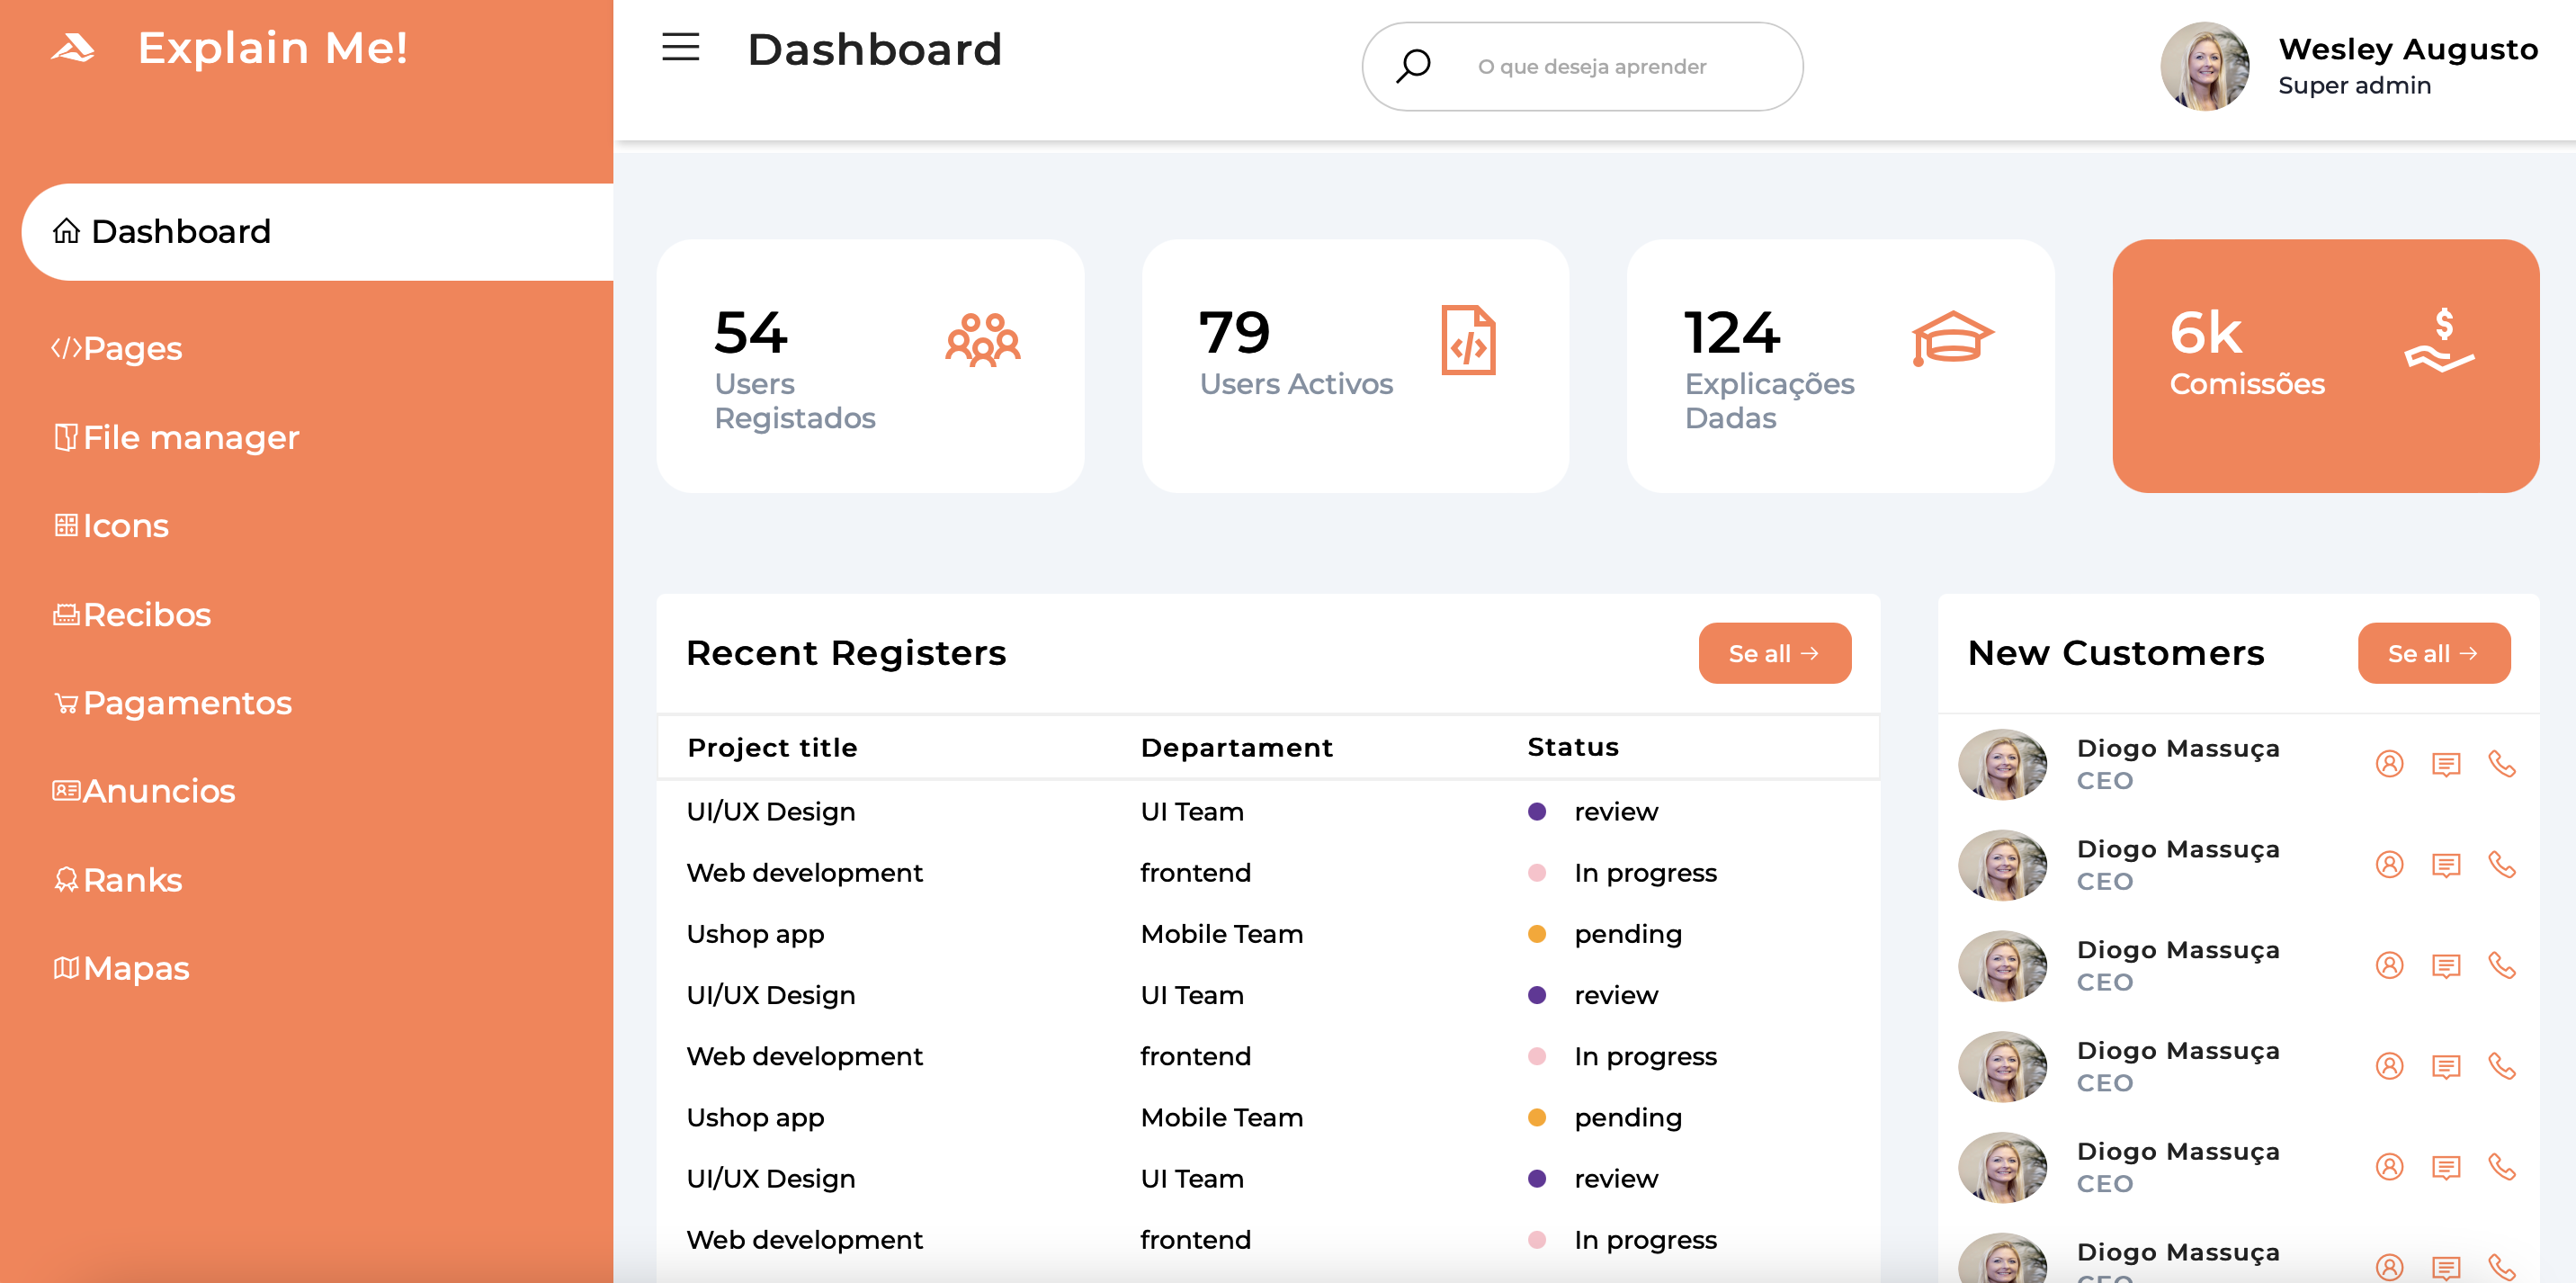 Explain Me!
Dashboard
Pages
File manager
Icons
Recibos
Pagamentos
Anuncios
Ranks
Mapas
Dashboard
O que deseja aprender
Wesley Augusto
Super admin
54
Users
Registados
79
Users Activos
124
Explicações
Dadas
6k
Comissões
Recent Registers
Se all →
Project title Departament Status
UI/UX Design UI Team review
Web development frontend In progress
Ushop app Mobile Team pending
UI/UX Design UI Team review
Web development frontend In progress
Ushop app Mobile Team pending
UI/UX Design UI Team review
Web development frontend In progress
New Customers
Se all →
Diogo Massuça
CEO
Diogo Massuça
CEO
Diogo Massuça
CEO
Diogo Massuça
CEO
Diogo Massuça
CEO
Diogo Massuça
CEO